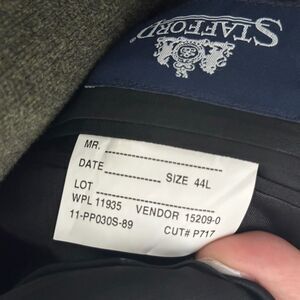 STAFFORD®
MR.
DATE SIZE 44L
LOT
WPL 11935 VENDOR 15209-0
11-PP030S-89 CUT# P717